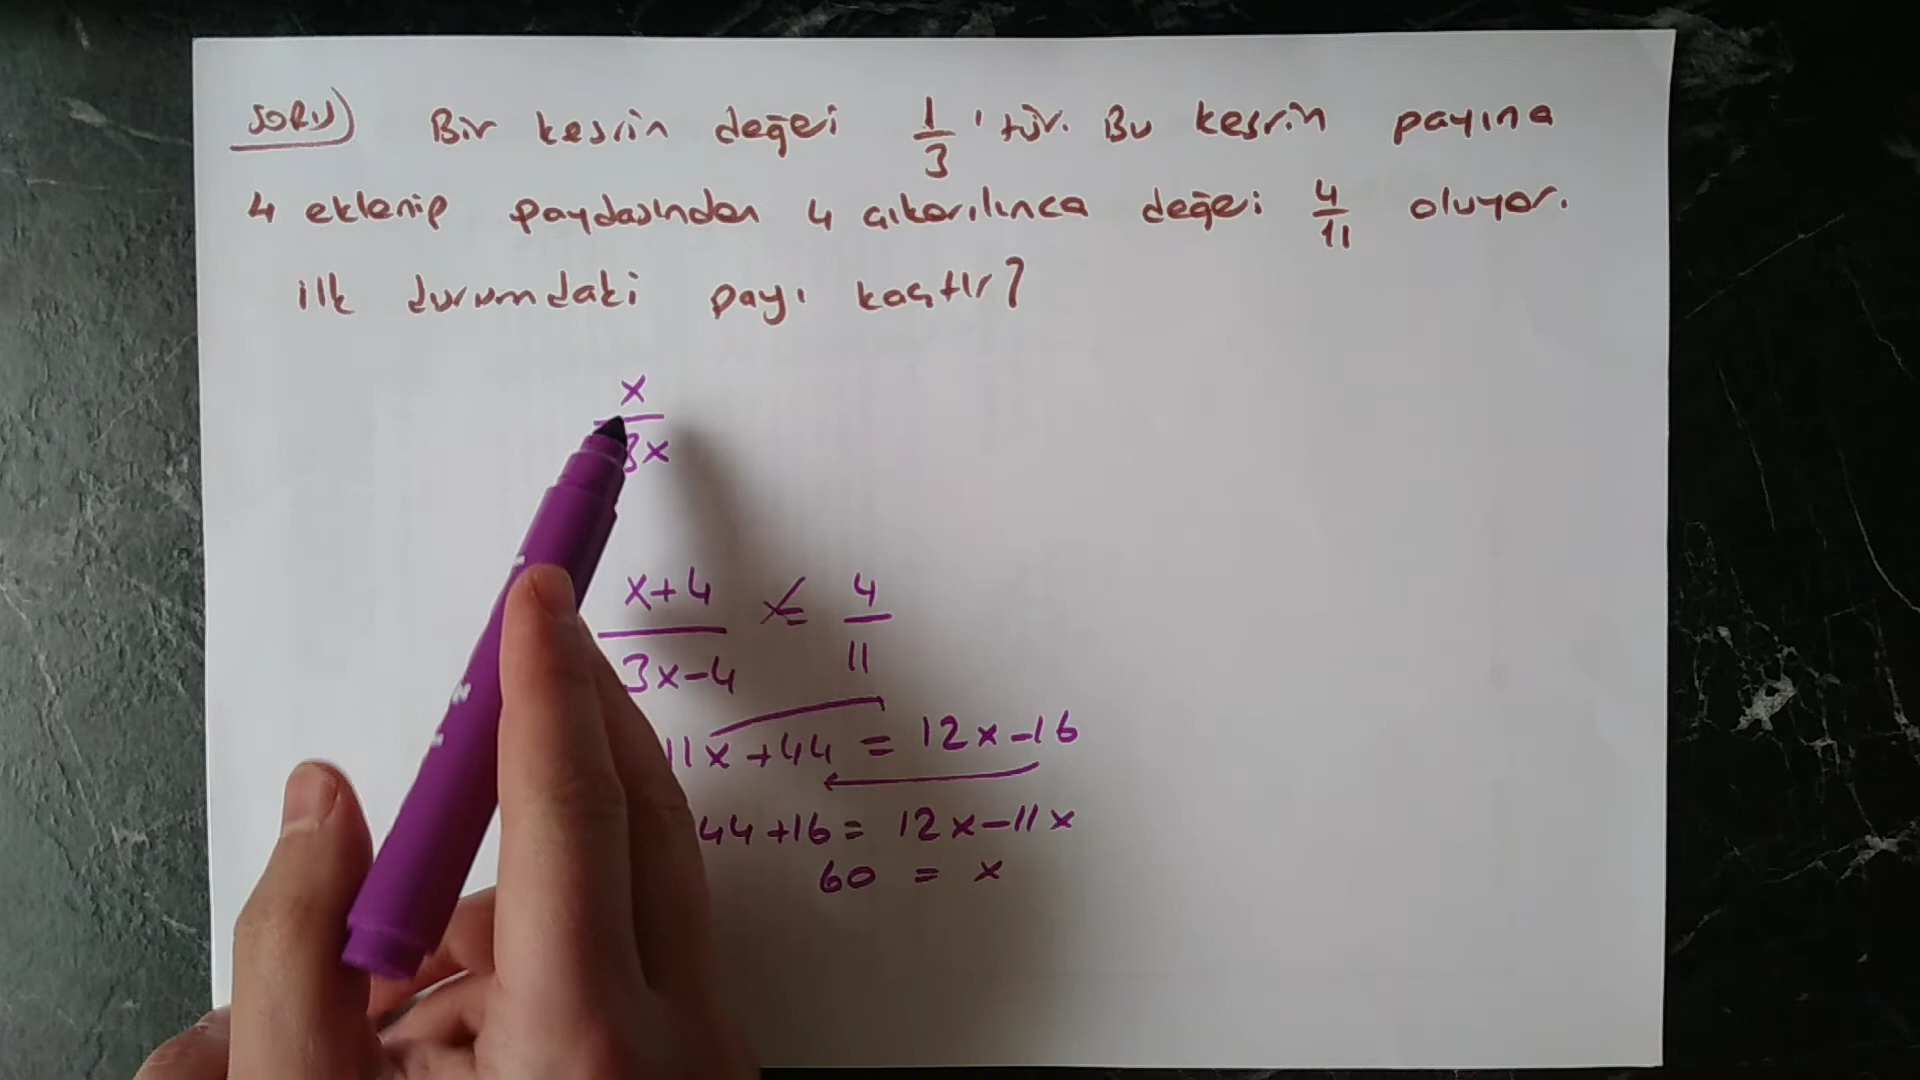 SORU) Bir kesrin değeri 1/3 'tür. Bu kesrin payına
4 eklenip paydasından 4 çıkarılınca değeri 4/11 oluyor.
ilk durumdaki payı kaçtır?
x/3x
x+4/3x-4 = 4/11
11x+44 = 12x-16
44+16= 12x-11x
60 = x